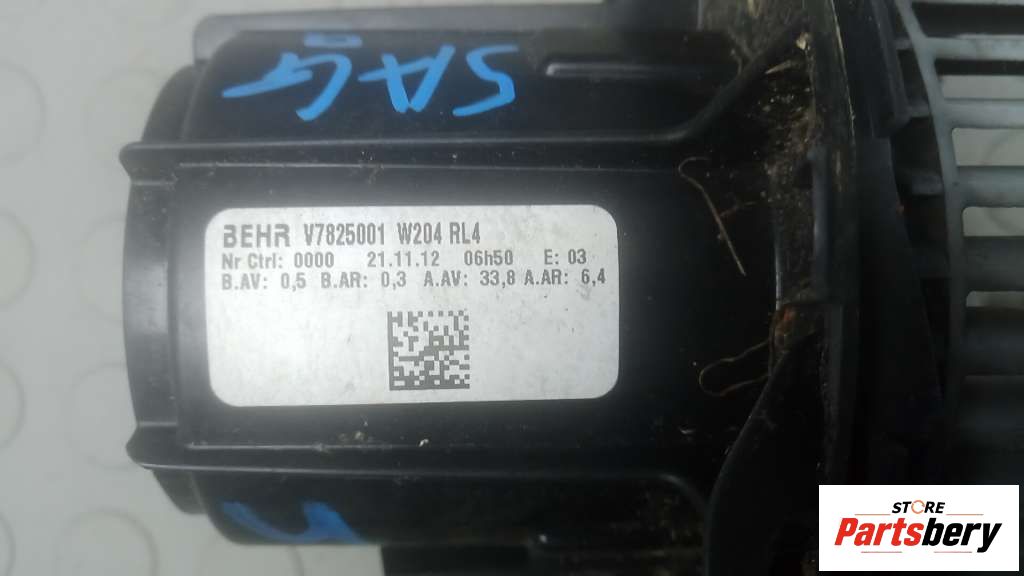 SAG
BEHR V7825001 W204 RL4
Nr Ctrl: 0000 21.11.12 06h50 E: 03
B.AV: 0,5 B.AR: 0,3 A.AV: 33,8 A.AR: 6,4
STORE
Partsbery